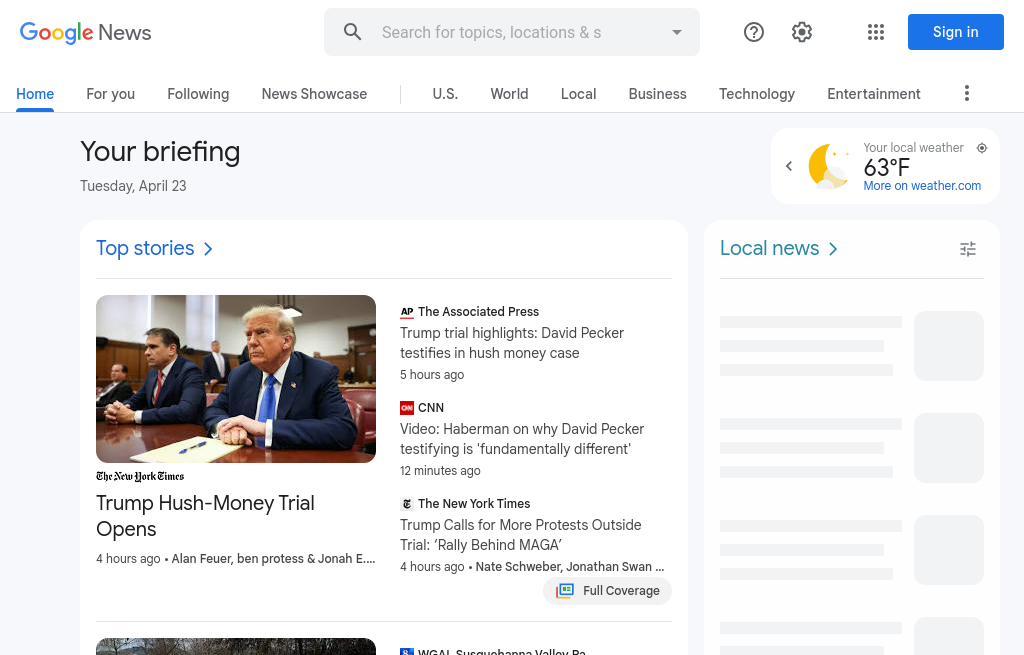 Google News
Search for topics, locations & s
Sign in
Home
For you
Following
News Showcase
U.S.
World
Local
Business
Technology
Entertainment
Your briefing
Tuesday, April 23
Your local weather
63°F
More on weather.com
Top stories
The New York Times
Trump Hush-Money Trial
Opens
4 hours ago • Alan Feuer, ben protess & Jonah E....
AP The Associated Press
Trump trial highlights: David Pecker
testifies in hush money case
5 hours ago
CNN CNN
Video: Haberman on why David Pecker
testifying is 'fundamentally different'
12 minutes ago
The New York Times
Trump Calls for More Protests Outside
Trial: ‘Rally Behind MAGA’
4 hours ago • Nate Schweber, Jonathan Swan ...
Full Coverage
WGAL Susquehanna Valley Pa
Local news